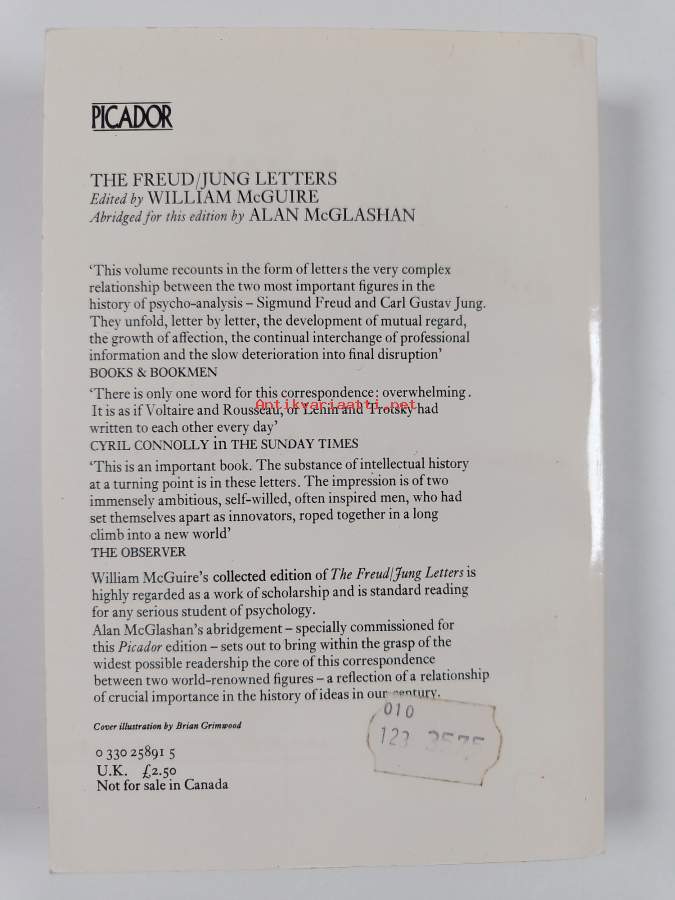 PICADOR
THE FREUD/JUNG LETTERS
Edited by WILLIAM McGUIRE
Abridged for this edition by ALAN McGLASHAN
‘This volume recounts in the form of letters the very complex
relationship between the two most important figures in the
history of psycho-analysis – Sigmund Freud and Carl Gustav Jung.
They unfold, letter by letter, the development of mutual regard,
the growth of affection, the continual interchange of professional
information and the slow deterioration into final disruption’
BOOKS & BOOKMEN
‘There is only one word for this correspondence: overwhelming.
Antikvariaatti.net
It is as if Voltaire and Rousseau, or Lenin and Trotsky had
written to each other every day’
CYRIL CONNOLLY in THE SUNDAY TIMES
‘This is an important book. The substance of intellectual history
at a turning point is in these letters. The impression is of two
immensely ambitious, self-willed, often inspired men, who had
set themselves apart as innovators, roped together in a long
climb into a new world’
THE OBSERVER
William McGuire's collected edition of The Freud/Jung Letters is
highly regarded as a work of scholarship and is standard reading
for any serious student of psychology.
Alan McGlashan's abridgement – specially commissioned for
this Picador edition – sets out to bring within the grasp of the
widest possible readership the core of this correspondence
between two world-renowned figures – a reflection of a relationship
of crucial importance in the history of ideas in our century.
Cover illustration by Brian Grimwood
010
123 3575
0 330 25891 5
U.K. £2.50
Not for sale in Canada